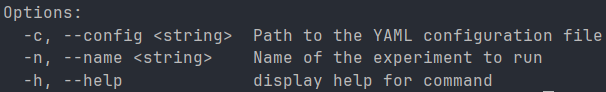 Options:
  -c, --config <string>  Path to the YAML configuration file
  -n, --name <string>    Name of the experiment to run
  -h, --help             display help for command